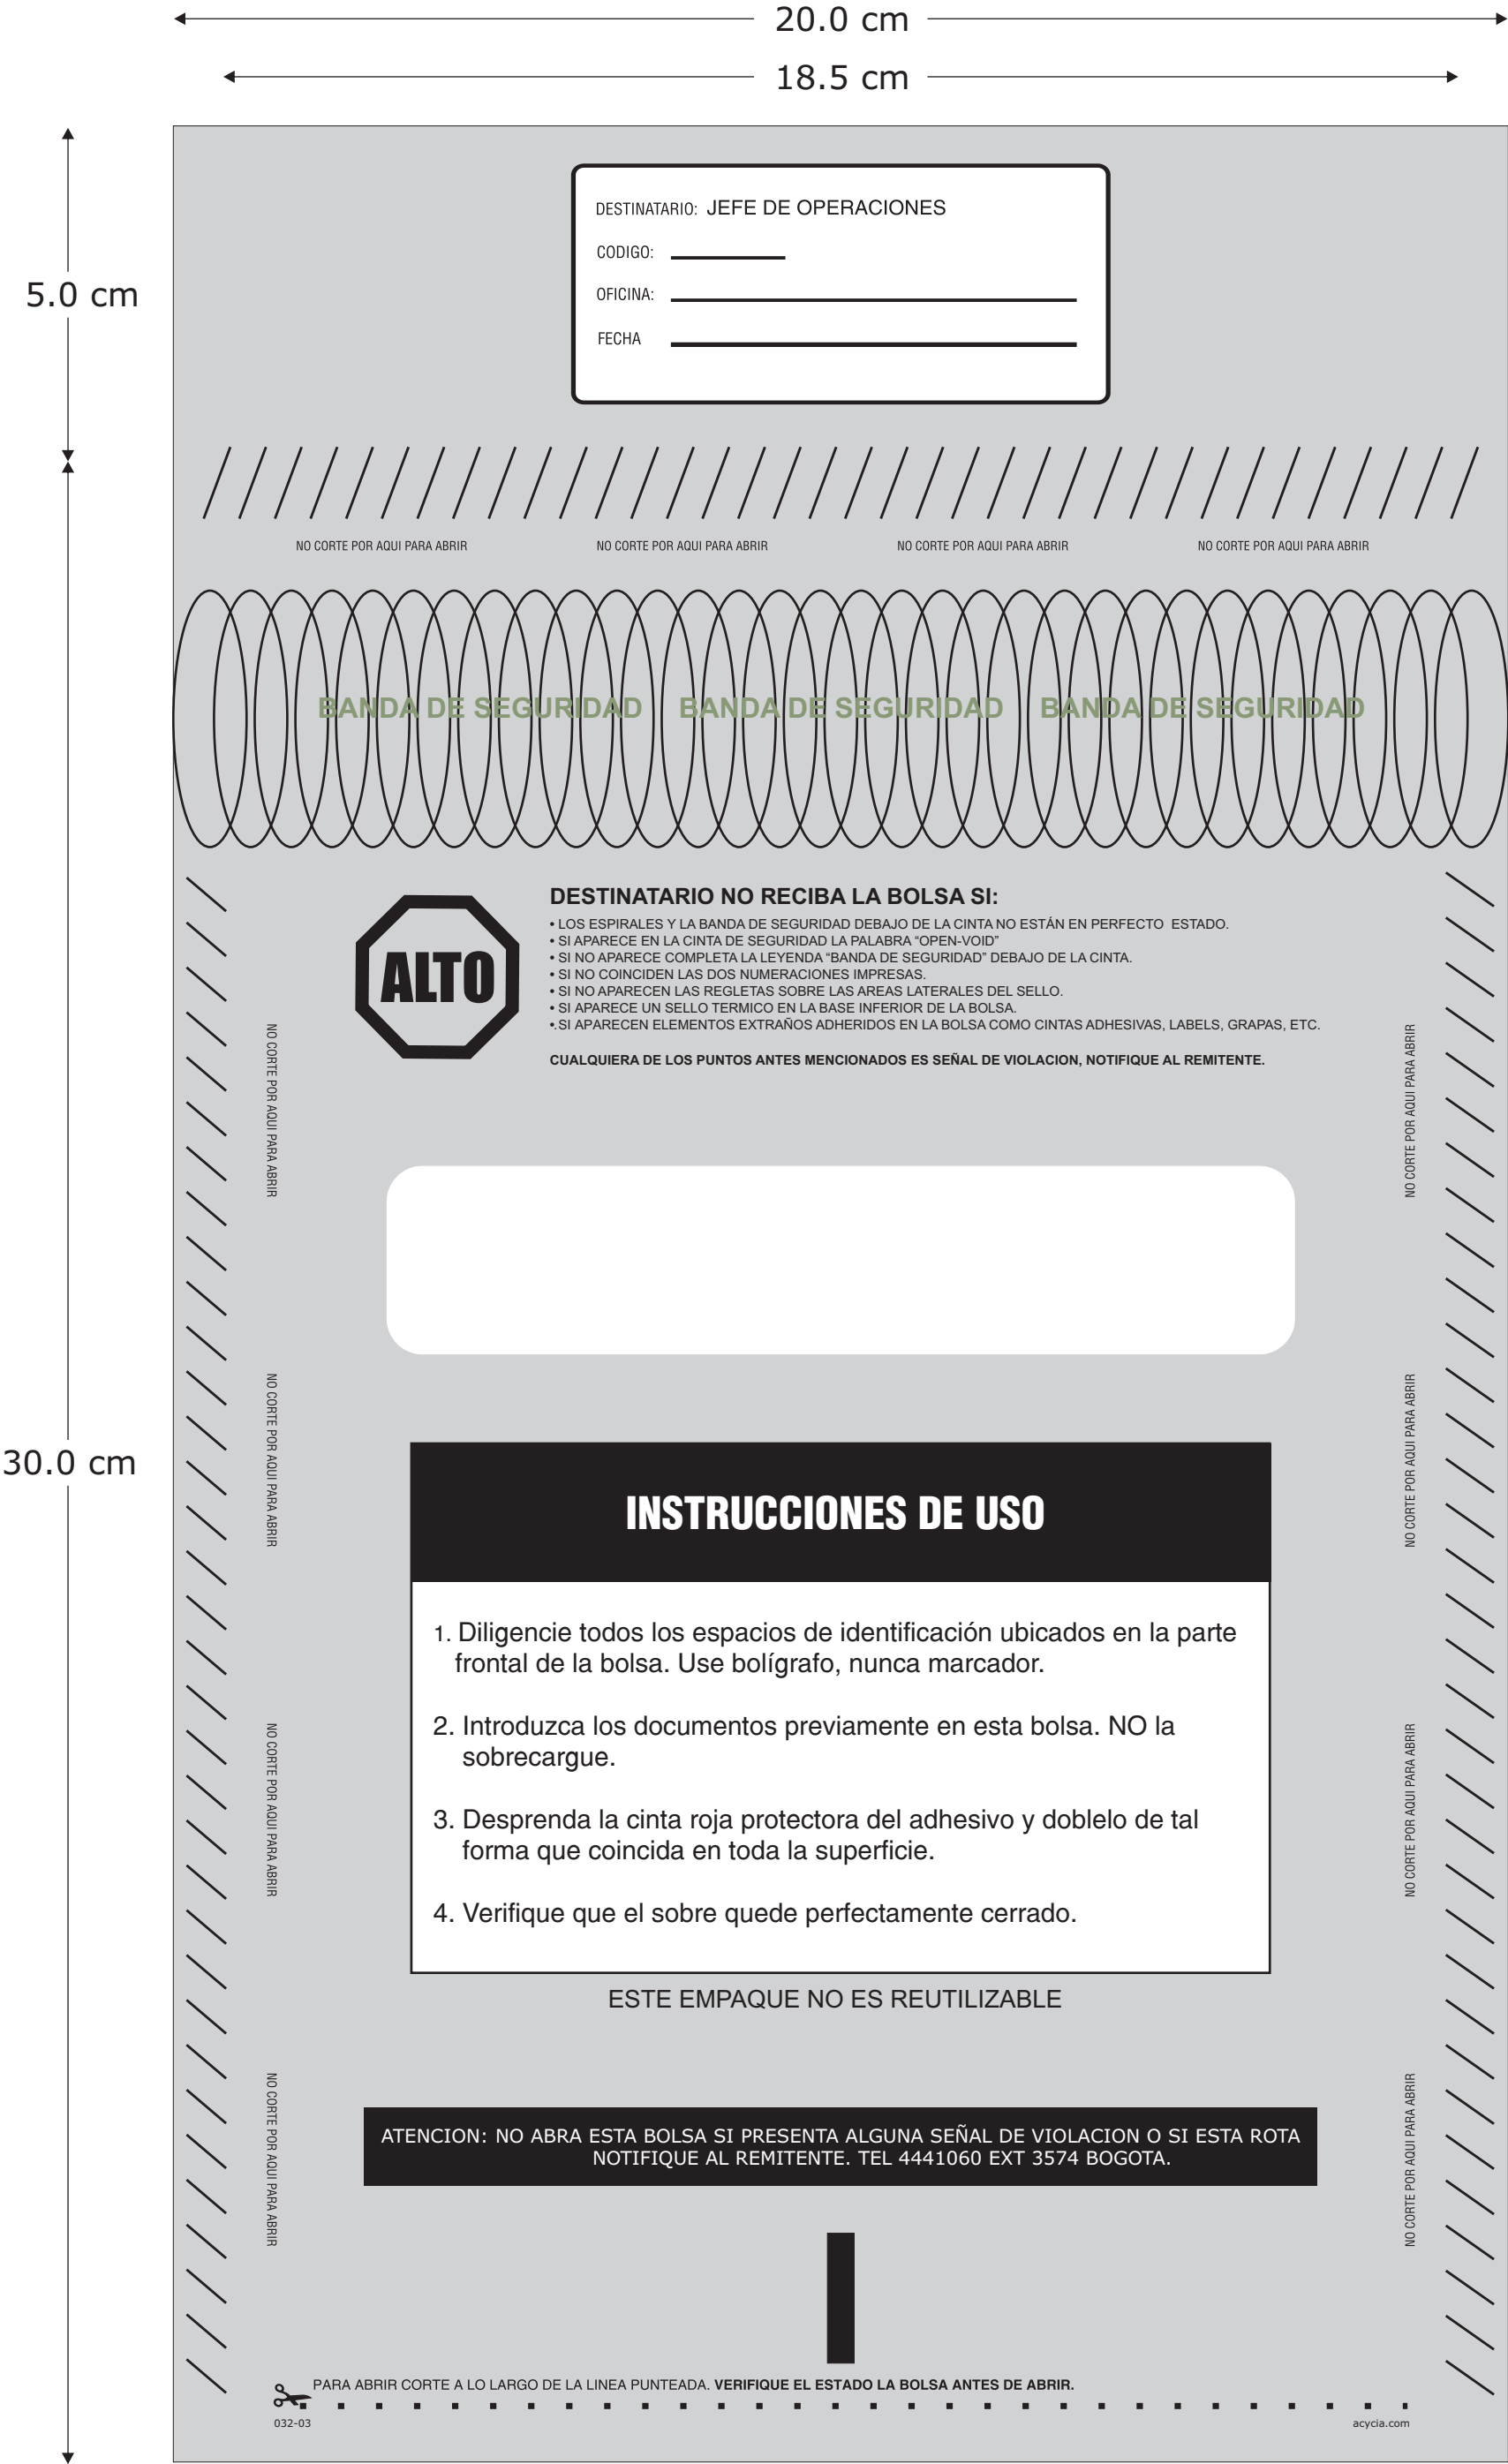 20.0 cm
18.5 cm
5.0 cm
DESTINATARIO: JEFE DE OPERACIONES
CODIGO:
OFICINA:
FECHA
NO CORTE POR AQUI PARA ABRIR NO CORTE POR AQUI PARA ABRIR NO CORTE POR AQUI PARA ABRIR NO CORTE POR AQUI PARA ABRIR
BANDA DE SEGURIDAD BANDA DE SEGURIDAD BANDA DE SEGURIDAD
ALTO
DESTINATARIO NO RECIBA LA BOLSA SI:
• LOS ESPIRALES Y LA BANDA DE SEGURIDAD DEBAJO DE LA CINTA NO ESTÁN EN PERFECTO ESTADO.
• SI APARECE EN LA CINTA DE SEGURIDAD LA PALABRA “OPEN-VOID”
• SI NO APARECE COMPLETA LA LEYENDA “BANDA DE SEGURIDAD” DEBAJO DE LA CINTA.
• SI NO COINCIDEN LAS DOS NUMERACIONES IMPRESAS.
• SI NO APARECEN LAS REGLETAS SOBRE LAS AREAS LATERALES DEL SELLO.
• SI APARECE UN SELLO TERMICO EN LA BASE INFERIOR DE LA BOLSA.
•.SI APARECEN ELEMENTOS EXTRAÑOS ADHERIDOS EN LA BOLSA COMO CINTAS ADHESIVAS, LABELS, GRAPAS, ETC.
CUALQUIERA DE LOS PUNTOS ANTES MENCIONADOS ES SEÑAL DE VIOLACION, NOTIFIQUE AL REMITENTE.
NO CORTE POR AQUI PARA ABRIR
NO CORTE POR AQUI PARA ABRIR
NO CORTE POR AQUI PARA ABRIR
NO CORTE POR AQUI PARA ABRIR
30.0 cm
INSTRUCCIONES DE USO
1. Diligencie todos los espacios de identificación ubicados en la parte
frontal de la bolsa. Use bolígrafo, nunca marcador.
2. Introduzca los documentos previamente en esta bolsa. NO la
sobrecargue.
3. Desprenda la cinta roja protectora del adhesivo y doblelo de tal
forma que coincida en toda la superficie.
4. Verifique que el sobre quede perfectamente cerrado.
NO CORTE POR AQUI PARA ABRIR
NO CORTE POR AQUI PARA ABRIR
ESTE EMPAQUE NO ES REUTILIZABLE
NO CORTE POR AQUI PARA ABRIR
NO CORTE POR AQUI PARA ABRIR
ATENCION: NO ABRA ESTA BOLSA SI PRESENTA ALGUNA SEÑAL DE VIOLACION O SI ESTA ROTA
NOTIFIQUE AL REMITENTE. TEL 4441060 EXT 3574 BOGOTA.
PARA ABRIR CORTE A LO LARGO DE LA LINEA PUNTEADA. VERIFIQUE EL ESTADO LA BOLSA ANTES DE ABRIR.
032-03
acycia.com